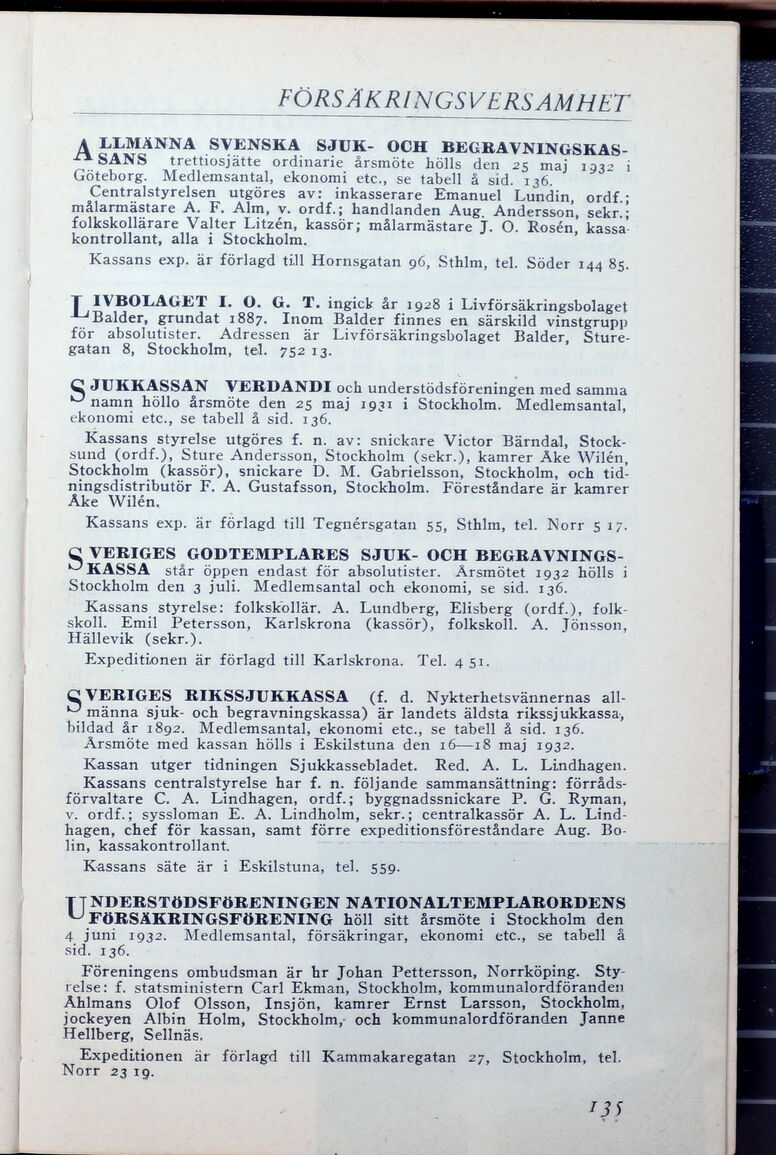 FÖRSÄKRINGSVERSAMHET
ALLMÄNNA SVENSKA SJUK- OCH BEGRAVNINGSKAS-
SANS trettiosjätte ordinarie årsmöte hölls den 25 maj 1932 i
Göteborg. Medlemsantal, ekonomi etc., se tabell å sid. 136.
Centralstyrelsen utgöres av: inkasserare Emanuel Lundin, ordf.;
målarmästare A. F. Alm, v. ordf.; handlanden Aug. Andersson, sekr.;
folkskollärare Valter Litzén, kassör; målarmästare J. O. Rosén, kassa-
kontrollant, alla i Stockholm.
Kassans exp. är förlagd till Hornsgatan 96, Sthlm, tel. Söder 144 85.
LIVBOLAGET I. O. G. T. ingick år 1928 i Livförsäkringsbolaget
Balder, grundat 1887. Inom Balder finnes en särskild vinstgrupp
för absolutister. Adressen är Livförsäkringsbolaget Balder, Sture-
gatan 8, Stockholm, tel. 752 13.
SJUKKASSAN VERDANDI och understödsföreningen med samma
namn höllo årsmöte den 25 maj 1931 i Stockholm. Medlemsantal,
ekonomi etc., se tabell å sid. 136.
Kassans styrelse utgöres f. n. av: snickare Victor Bärndal, Stock-
sund (ordf.), Sture Andersson, Stockholm (sekr.), kamrer Åke Wilén,
Stockholm (kassör), snickare D. M. Gabrielsson, Stockholm, och tid-
ningsdistributör F. A. Gustafsson, Stockholm. Föreståndare är kamrer
Åke Wilén.
Kassans exp. är förlagd till Tegnérsgatan 55, Sthlm, tel. Norr 5 17.
SVERIGES GODTEMPLARES SJUK- OCH BEGRAVNINGS-
KASSA står öppen endast för absolutister. Årsmötet 1932 hölls i
Stockholm den 3 juli. Medlemsantal och ekonomi, se sid. 136.
Kassans styrelse: folkskollär. A. Lundberg, Elisberg (ordf.), folk-
skoll. Emil Petersson, Karlskrona (kassör), folkskoll. A. Jönsson,
Hällevik (sekr.).
Expeditionen är förlagd till Karlskrona. Tel. 4 51.
SVERIGES RIKSSJUKKASSA (f. d. Nykterhetsvännernas all-
männa sjuk- och begravningskassa) är landets äldsta rikssjukkassa,
bildad år 1892. Medlemsantal, ekonomi etc., se tabell å sid. 136.
Årsmöte med kassan hölls i Eskilstuna den 16—18 maj 1932.
Kassan utger tidningen Sjukkassebladet. Red. A. L. Lindhagen.
Kassans centralstyrelse har f. n. följande sammansättning: förråds-
förvaltare C. A. Lindhagen, ordf.; byggnadssnickare P. G. Ryman,
v. ordf.; syssloman E. A. Lindholm, sekr.; centralkassör A. L. Lind-
hagen, chef för kassan, samt förre expeditionsföreståndare Aug. Bo-
lin, kassakontrollant.
Kassans säte är i Eskilstuna, tel. 559.
UNDERSTÖDSFÖRENINGEN NATIONALTEMPLARORDENS
FÖRSÄKRINGSFÖRENING höll sitt årsmöte i Stockholm den
4 juni 1932. Medlemsantal, försäkringar, ekonomi etc., se tabell å
sid. 136.
Föreningens ombudsman är hr Johan Pettersson, Norrköping. Sty-
relse: f. statsministern Carl Ekman, Stockholm, kommunalordföranden
Åhlmans Olof Olsson, Insjön, kamrer Ernst Larsson, Stockholm,
jockeyen Albin Holm, Stockholm, och kommunalordföranden Janne
Hellberg, Sellnäs.
Expeditionen är förlagd till Kammakaregatan 27, Stockholm, tel.
Norr 23 19.
135